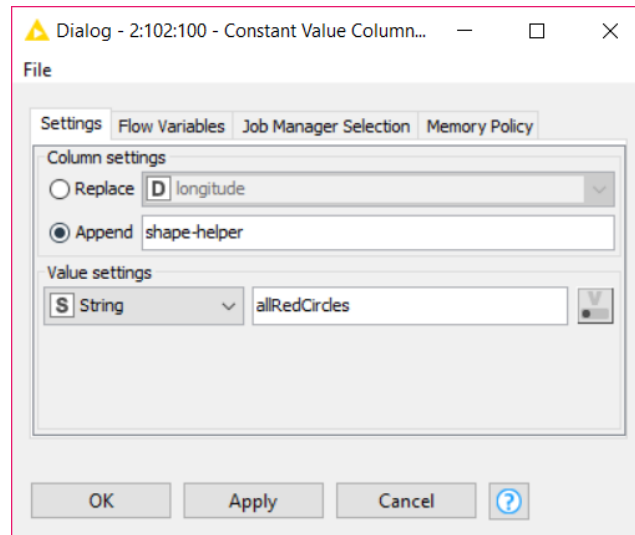 Dialog - 2:102:100 - Constant Value Column...
File
Settings Flow Variables Job Manager Selection Memory Policy
Column settings
Replace D longitude
Append shape-helper
Value settings
S String allRedCircles V
OK Apply Cancel ?